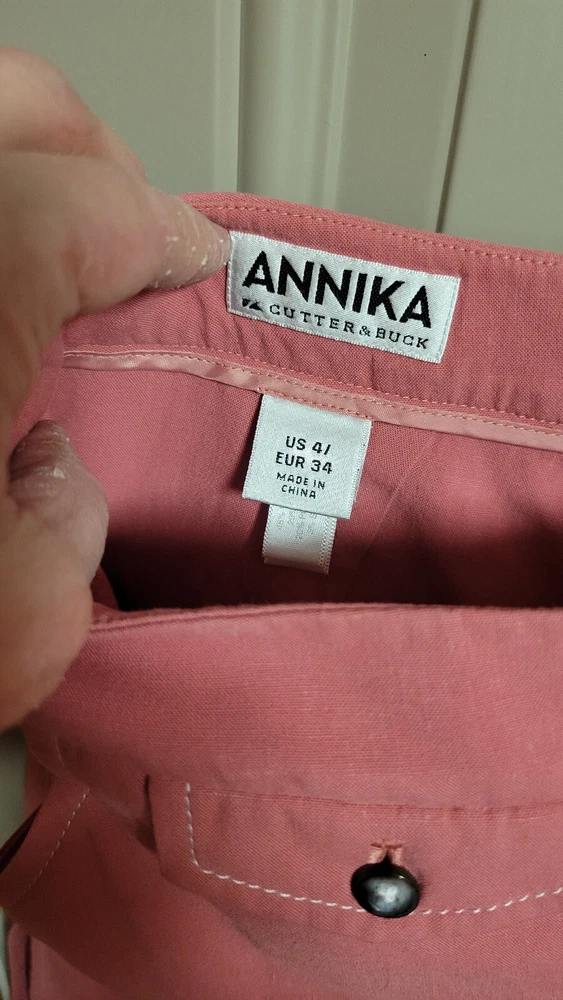 ANNIKA
CUTTER & BUCK
US 4/
EUR 34
MADE IN
CHINA